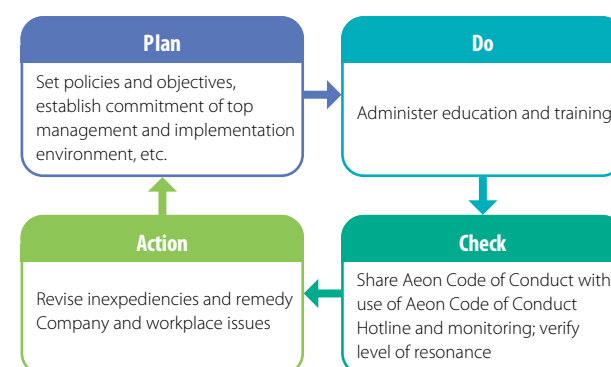 Plan
Set policies and objectives,
establish commitment of top
management and implementation
environment, etc.
Do
Administer education and training
Action
Revise inexpediencies and remedy
Company and workplace issues
Check
Share Aeon Code of Conduct with
use of Aeon Code of Conduct
Hotline and monitoring; verify
level of resonance